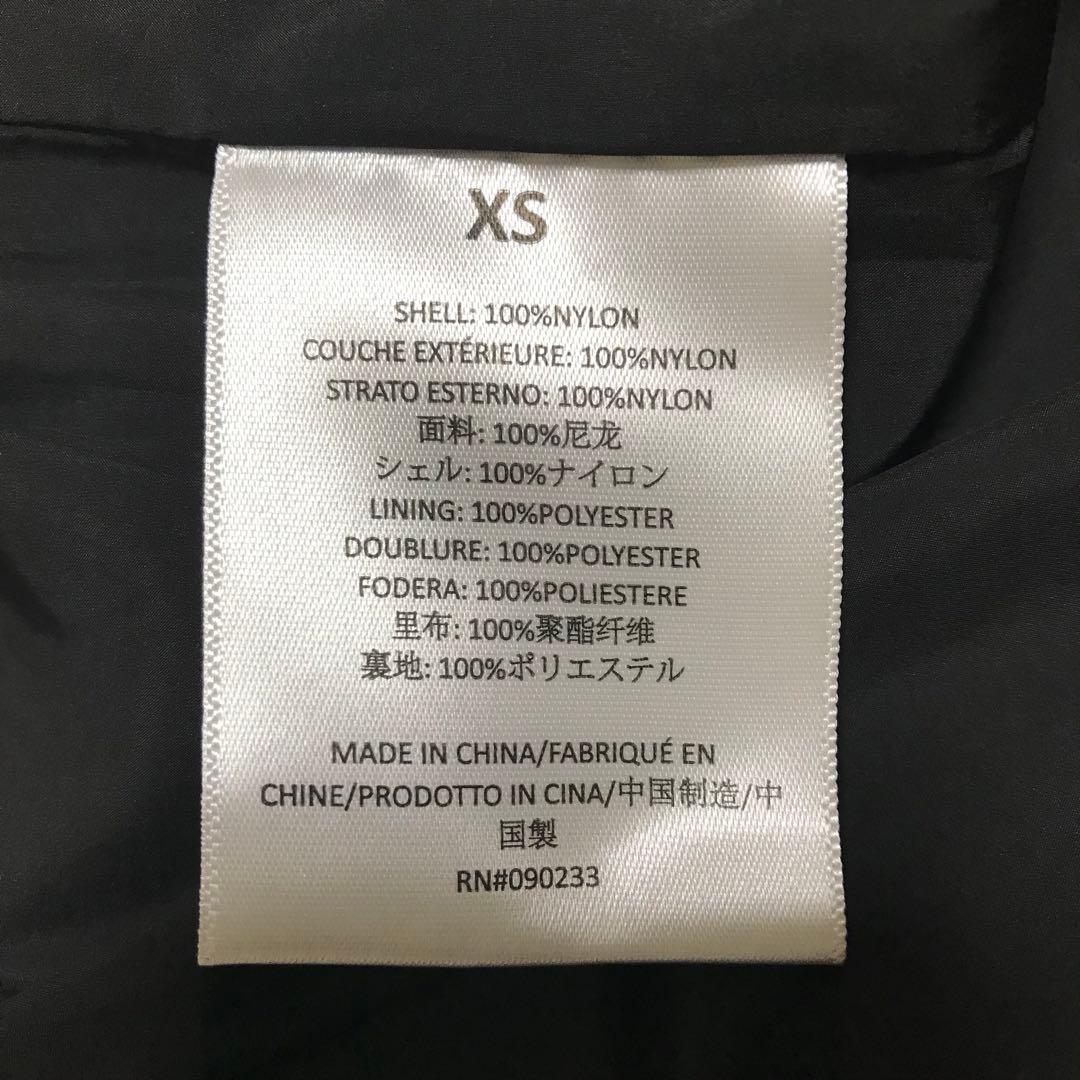 XS
SHELL: 100%NYLON
COUCHE EXTÉRIEURE: 100%NYLON
STRATO ESTERNO: 100%NYLON
面料: 100%尼龙
シェル: 100%ナイロン
LINING: 100%POLYESTER
DOUBLURE: 100%POLYESTER
FODERA: 100%POLIESTERE
里布: 100%聚酯纤维
裏地: 100%ポリエステル
MADE IN CHINA/FABRIQUÉ EN
CHINE/PRODOTTO IN CINA/中国制造/中
国製
RN#090233